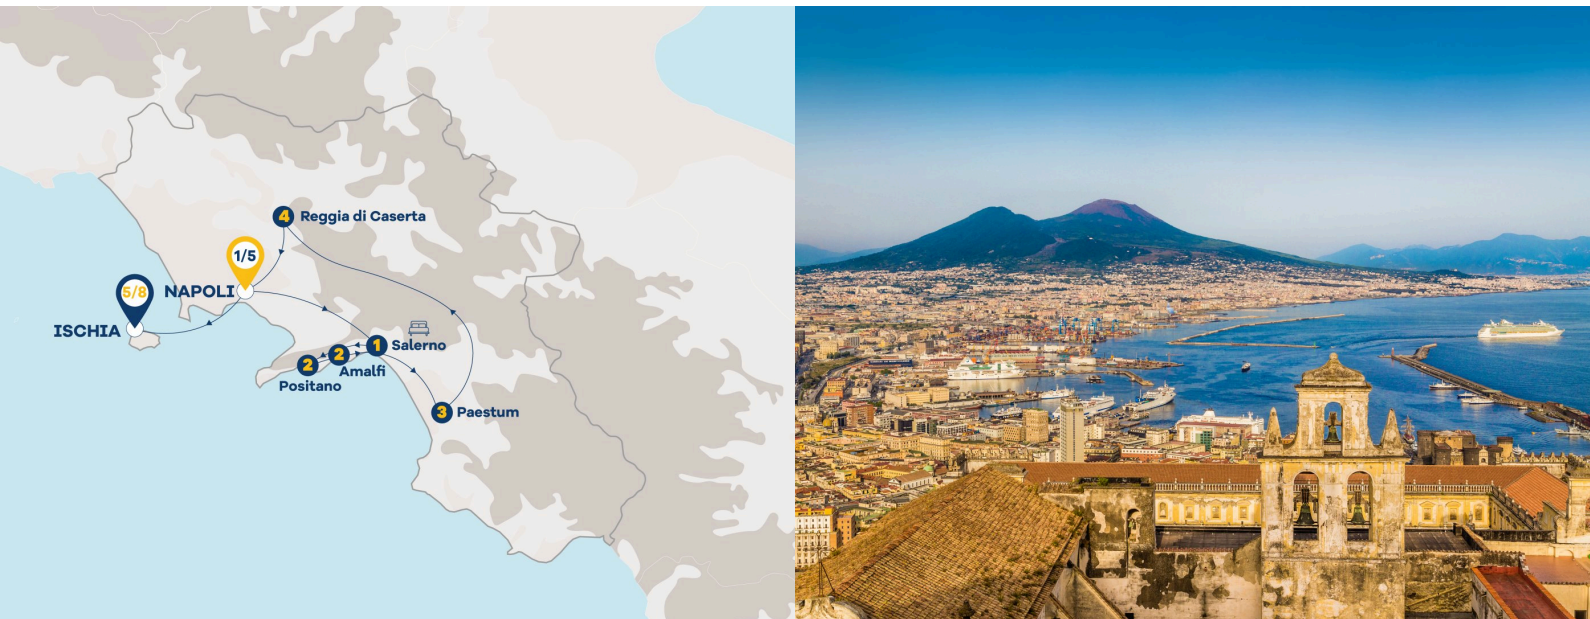 4 Reggia di Caserta
1/5
NAPOLI
5/8
ISCHIA
1 Salerno
2 Amalfi
2 Positano
3 Paestum